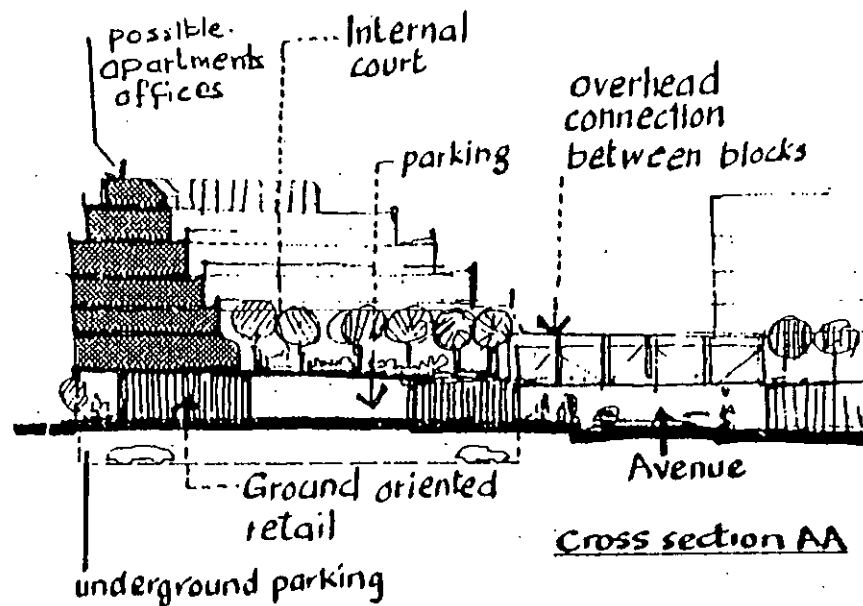 possible.
apartments
offices
Internal
court
parking
overhead
connection
between blocks
Ground oriented
retail
Avenue
Cross section AA
underground parking